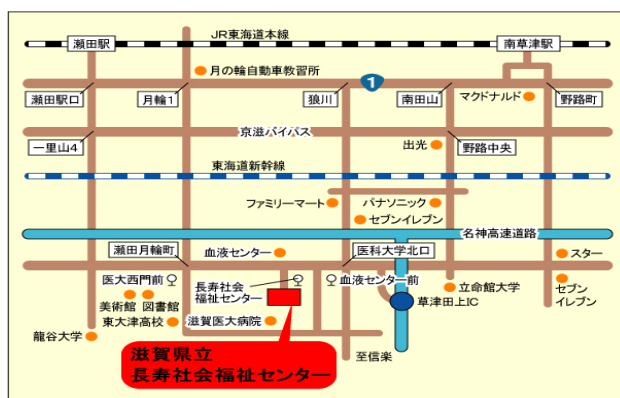 JR東海道本線
瀬田駅
南草津駅
月の輪自動車教習所
1
瀬田駅口
月輪1
狼川
南田山
マクドナルド
野路町
京滋バイパス
一里山4
出光
野路中央
東海道新幹線
ファミリーマート
パナソニック
セブンイレブン
名神高速道路
瀬田月輪町
血液センター
医科大学北口
スター
医大西門前
長寿社会
福祉センター
血液センター前
立命館大学
セブン
イレブン
美術館
図書館
草津田上IC
東大津高校
滋賀医大病院
龍谷大学
至信楽
滋賀県立
長寿社会福祉センター